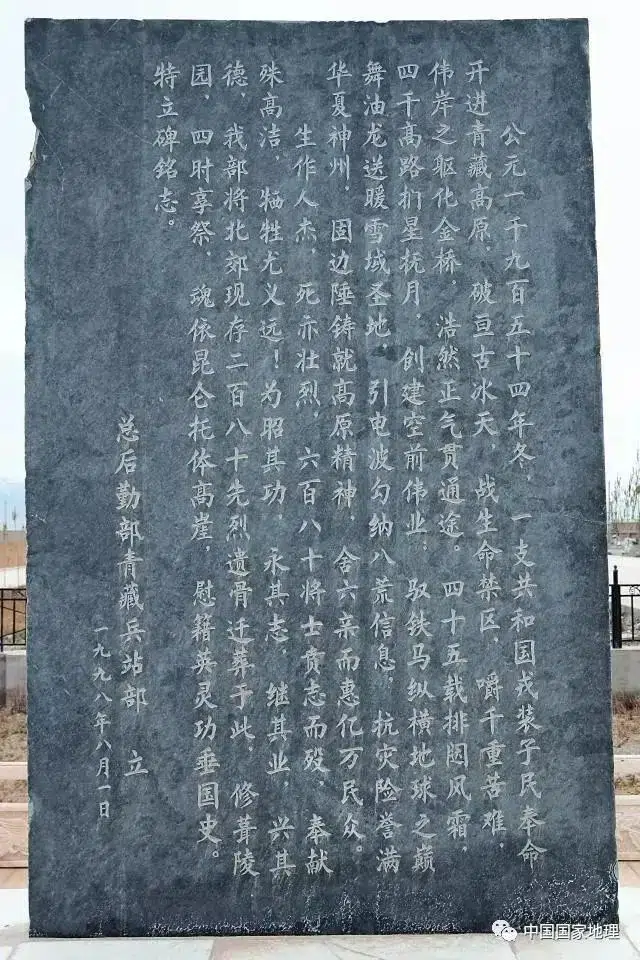 公元一千九百五十四年冬，一支共和国戎装子民奉命
开进青藏高原，破亘古冰天，战生命禁区，嚼千重苦难，
伟岸之躯化金桥，浩然正气贯通途。四十五载排阂风霜，
四千高路扪星抚月，创建空前伟业；驭铁马纵横地球之巅
舞油龙送暖雪域圣地，引电波勾纳八荒信息，抗灾险誉满
华夏神州，固边陲铸就高原精神，舍六亲而惠亿万民众。
生作人杰，死亦壮烈，六百八十将士赍志而殁，奉献
殊高洁，牺牲尤义远！为昭其功，永其志，继其业，兴其
德，我部将北郊现存二百八十先烈遗骨迁葬于此，修葺陵
园，四时享祭，魂依昆仑托体高崖，慰籍英灵功垂国史。
特立碑铭志。
总后勤部青藏兵站部 立
一九九八年八月一日
中国国家地理